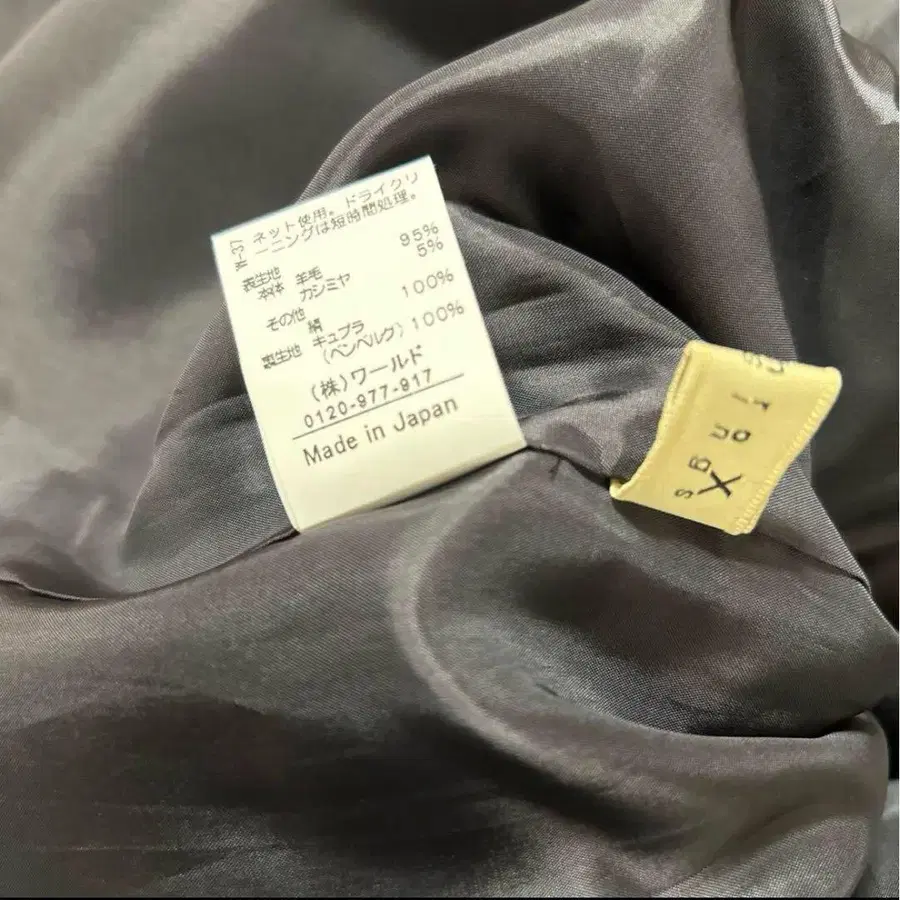 W-37
ネット使用。ドライクリ
ーニングは短時間処理。
表生地
本体 羊毛 95%
カシミヤ 5%
その他
絹 100%
裏生地 キュプラ 100%
(ベンベルグ)
(株)ワールド
0120-977-917
Made in Japan